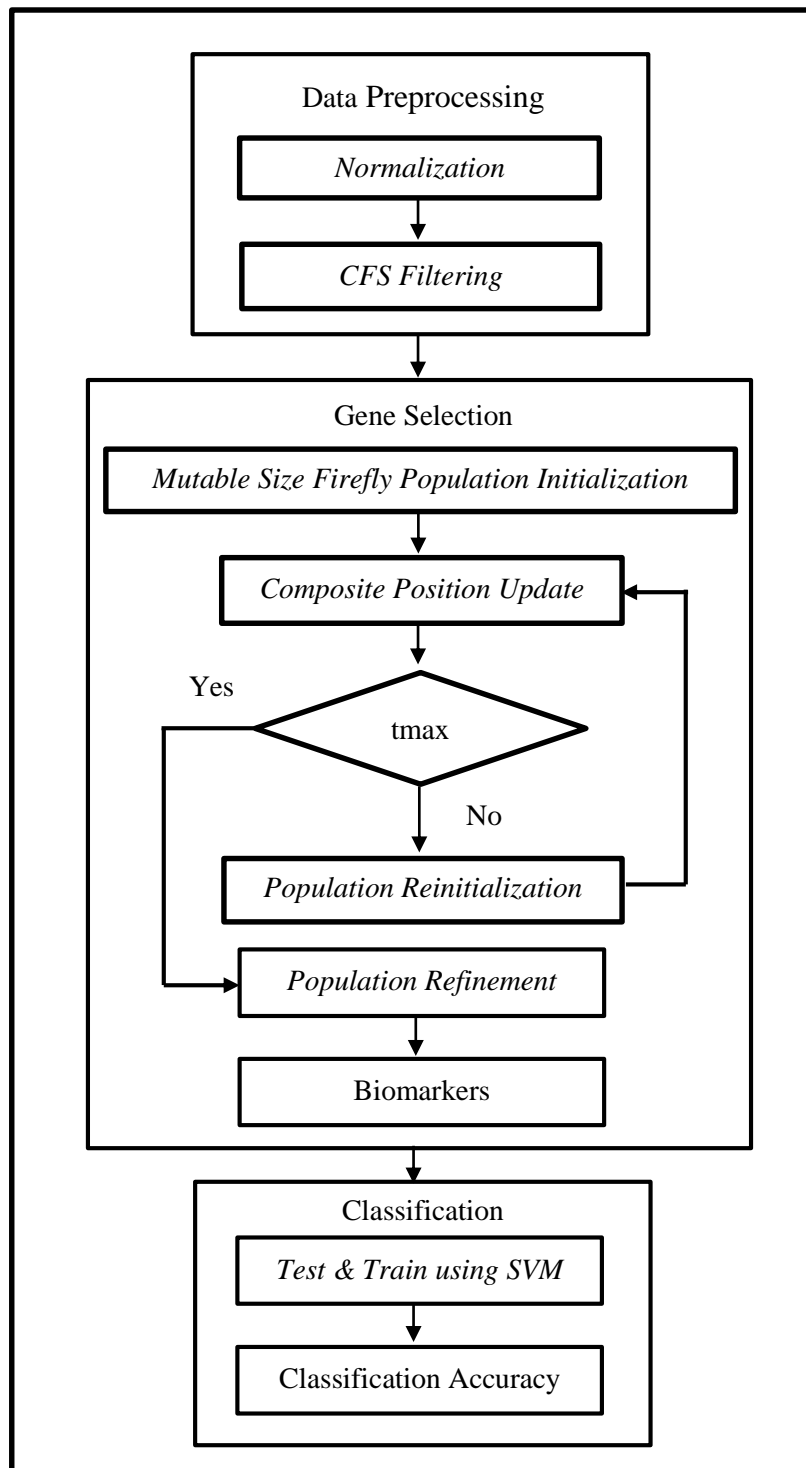 Data Preprocessing
Normalization
CFS Filtering
Gene Selection
Mutable Size Firefly Population Initialization
Composite Position Update
Yes
tmax
No
Population Reinitialization
Population Refinement
Biomarkers
Classification
Test & Train using SVM
Classification Accuracy